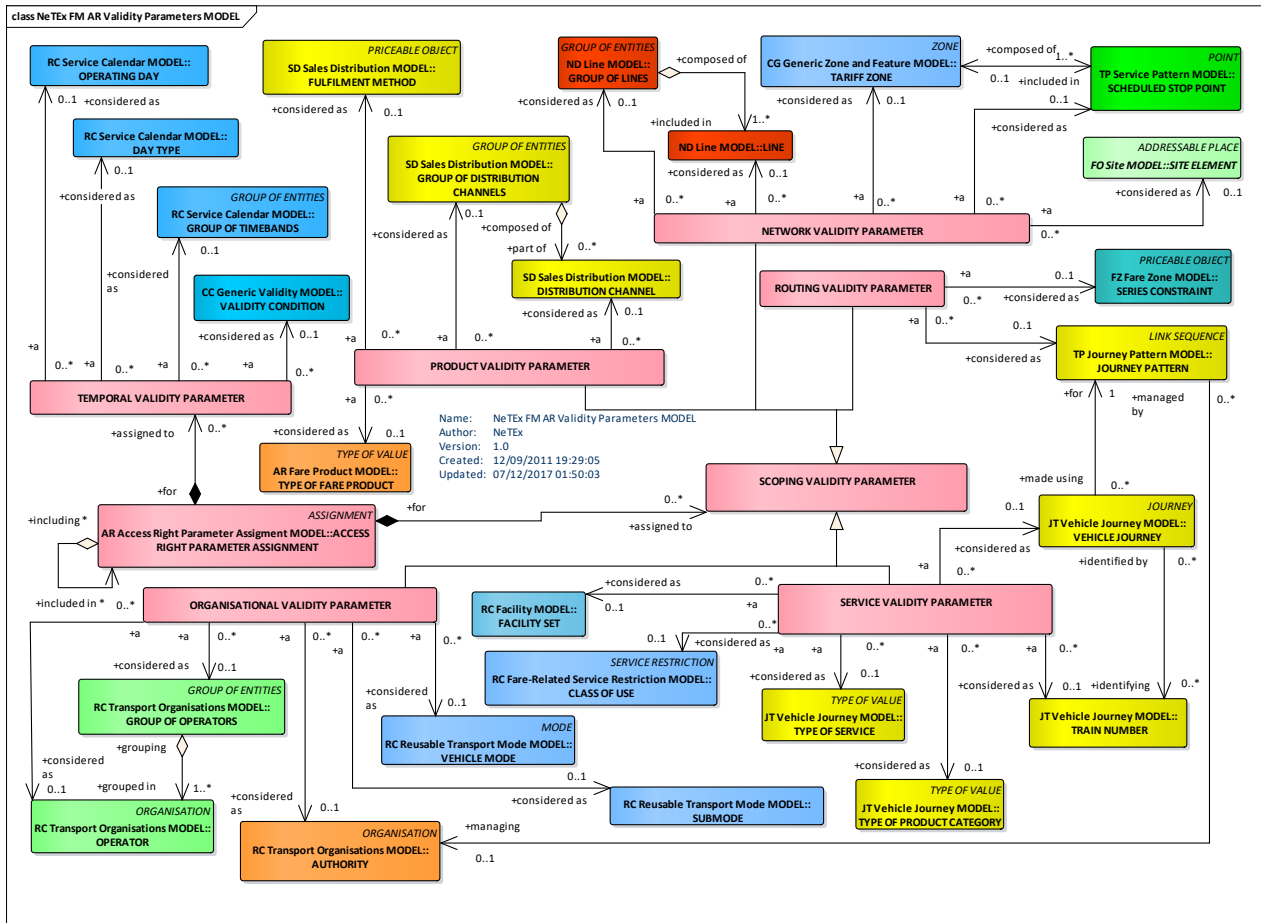 class NeTEx FM AR Validity Parameters MODEL
RC Service Calendar MODEL::
OPERATING DAY
0..1
+considered as
RC Service Calendar MODEL::
DAY TYPE
0..1
+considered as
GROUP OF ENTITIES
RC Service Calendar MODEL::
GROUP OF TIMEBANDS
0..1
+considered
as
CC Generic Validity MODEL::
VALIDITY CONDITION
+considered as
0..1
+a
0..*
+a
0..*
+a
0..*
+a
0..*
TEMPORAL VALIDITY PARAMETER
+assigned to
0..*
+for
PRICEABLE OBJECT
SD Sales Distribution MODEL::
FULFILMENT METHOD
+considered as
0..1
GROUP OF ENTITIES
SD Sales Distribution MODEL::
GROUP OF DISTRIBUTION
CHANNELS
0..1
+considered as
+composed of
+part of
0..*
SD Sales Distribution MODEL::
DISTRIBUTION CHANNEL
+considered as
0..1
+a
0..*
+a
0..*
+a
0..*
PRODUCT VALIDITY PARAMETER
+a
0..*
+considered as
0..1
TYPE OF VALUE
AR Fare Product MODEL::
TYPE OF FARE PRODUCT
GROUP OF ENTITIES
ND Line MODEL::
GROUP OF LINES
+composed of
+considered as
0..1
+included in
1..*
ND Line MODEL::LINE
+considered as
0..1
ZONE
CG Generic Zone and Feature MODEL::
TARIFF ZONE
+composed of
1..*
0..1
+included in
+considered as
0..1
POINT
TP Service Pattern MODEL::
SCHEDULED STOP POINT
0..1
+considered as
ADDRESSABLE PLACE
FO Site MODEL::SITE ELEMENT
+considered as
0..1
+a
0..*
+a
0..*
+a
0..*
+a
0..*
+a
0..*
NETWORK VALIDITY PARAMETER
PRICEABLE OBJECT
FZ Fare Zone MODEL::
SERIES CONSTRAINT
ROUTING VALIDITY PARAMETER
+a
0..*
0..1
+considered as
+a
0..*
0..1
+considered as
LINK SEQUENCE
TP Journey Pattern MODEL::
JOURNEY PATTERN
+for
1
+managed
by
0..*
Name: NeTEx FM AR Validity Parameters MODEL
Author: NeTEx
Version: 1.0
Created: 12/09/2011 19:29:05
Updated: 07/12/2017 01:50:03
SCOPING VALIDITY PARAMETER
+for
0..*
+assigned to
+including *
ASSIGNMENT
AR Access Right Parameter Assigment MODEL::ACCESS
RIGHT PARAMETER ASSIGNMENT
+included in *
0..*
+made using
0..*
0..1
JOURNEY
JT Vehicle Journey MODEL::
VEHICLE JOURNEY
+considered as
+a
0..*
+identified by
0..*
ORGANISATIONAL VALIDITY PARAMETER
+a
0..*
+a
0..*
+a
0..*
+a
0..*
+a
0..*
+considered as
0..1
GROUP OF ENTITIES
RC Transport Organisations MODEL::
GROUP OF OPERATORS
+grouping
+considered
as
0..1
+grouped in
1..*
ORGANISATION
RC Transport Organisations MODEL::
OPERATOR
+considered
as
0..1
ORGANISATION
RC Transport Organisations MODEL::
AUTHORITY
+managing
0..1
+considered
as
0..1
MODE
RC Reusable Transport Mode MODEL::
VEHICLE MODE
0..1
+considered as
RC Reusable Transport Mode MODEL::
SUBMODE
SERVICE VALIDITY PARAMETER
+considered as
0..*
0..1
+a
RC Facility MODEL::
FACILITY SET
0..*
0..1
+considered as
+a
SERVICE RESTRICTION
RC Fare-Related Service Restriction MODEL::
CLASS OF USE
+a
0..*
+considered as
0..1
TYPE OF VALUE
JT Vehicle Journey MODEL::
TYPE OF SERVICE
+a
0..*
+considered as
0..1
TYPE OF VALUE
JT Vehicle Journey MODEL::
TYPE OF PRODUCT CATEGORY
+a
0..*
+considered as
0..1
+identifying
0..*
JT Vehicle Journey MODEL::
TRAIN NUMBER